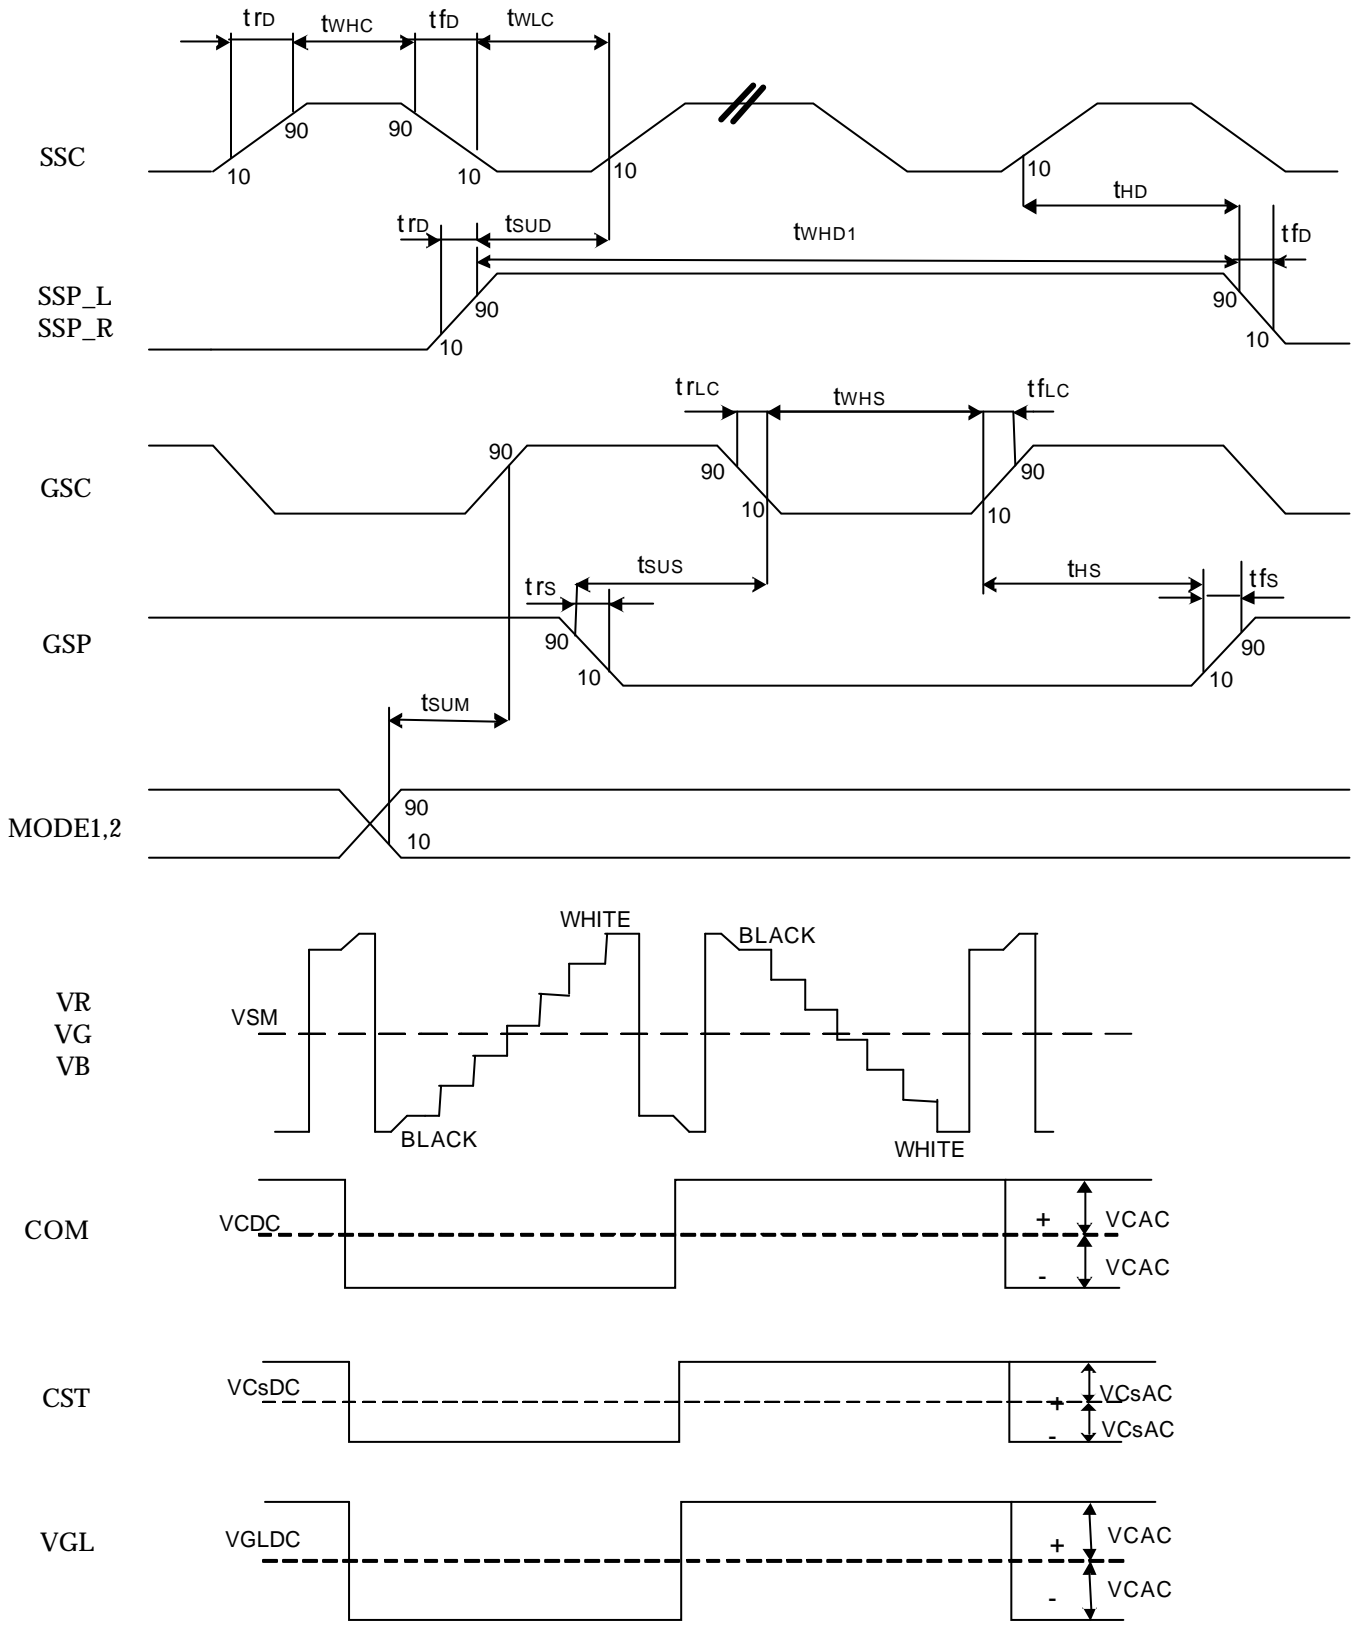 trD tWHC tfD tWLC
90 90
SSC
10 10 10 10
tHD
trD tSUD tWHD1 tfD
SSP_L
SSP_R
90 90
10 10
trLC tWHS tfLC
90 90 90
GSC
10 10
tSUS tHS
trS tfS
GSP
90 90
10 10
tSUM
MODE1,2
90
10
WHITE BLACK
VR
VG
VB
VSM
BLACK WHITE
COM
VCDC + VCAC
- VCAC
CST
VCsDC + VCsAC
- VCsAC
VGL
VGLDC + VCAC
- VCAC